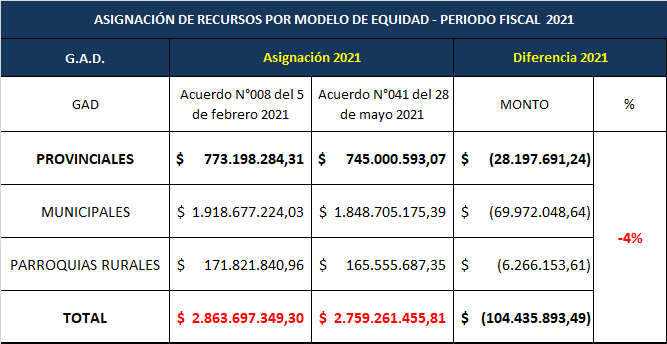 ASIGNACIÓN DE RECURSOS POR MODELO DE EQUIDAD - PERIODO FISCAL 2021
G.A.D. Asignación 2021 Diferencia 2021
GAD Acuerdo N°008 del 5 de febrero 2021 Acuerdo N°041 del 28 de mayo 2021 MONTO %
PROVINCIALES $ 773.198.284,31 $ 745.000.593,07 $ (28.197.691,24)
MUNICIPALES $ 1.918.677.224,03 $ 1.848.705.175,39 $ (69.972.048,64)
-4%
PARROQUIAS RURALES $ 171.821.840,96 $ 165.555.687,35 $ (6.266.153,61)
TOTAL $ 2.863.697.349,30 $ 2.759.261.455,81 $ (104.435.893,49)